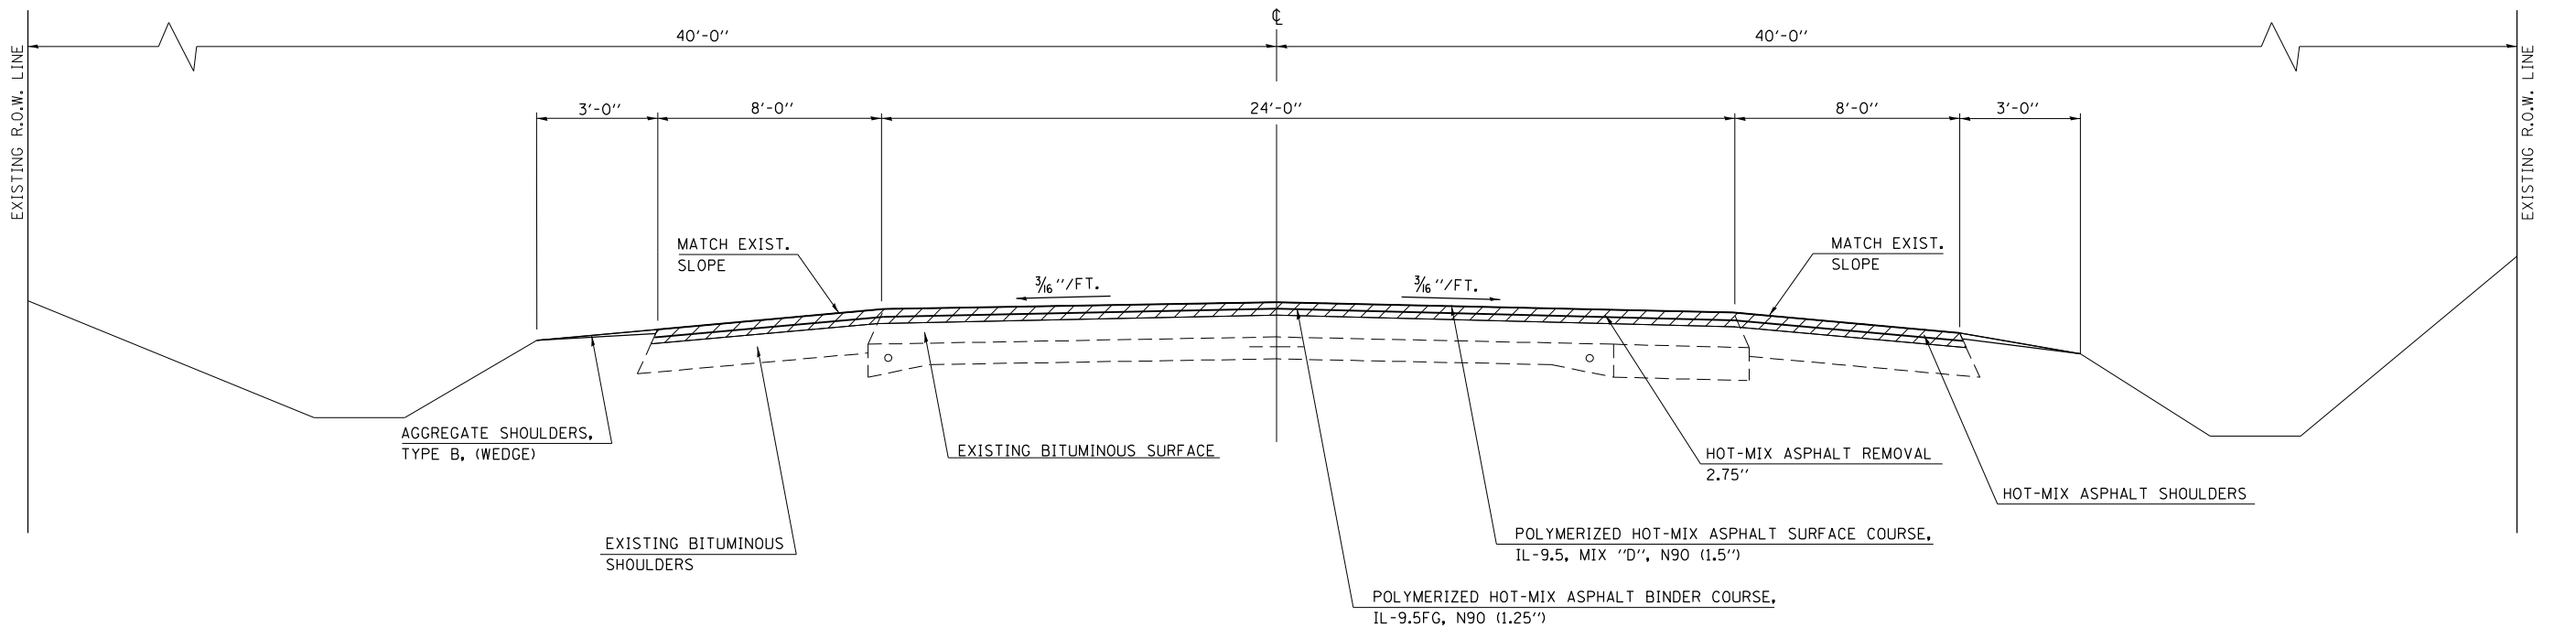 ℄
40'-0"
40'-0"
EXISTING R.O.W. LINE
EXISTING R.O.W. LINE
3'-0"
8'-0"
24'-0"
8'-0"
3'-0"
MATCH EXIST.
SLOPE
MATCH EXIST.
SLOPE
3/16"/FT.
3/16"/FT.
AGGREGATE SHOULDERS,
TYPE B, (WEDGE)
EXISTING BITUMINOUS SURFACE
HOT-MIX ASPHALT REMOVAL
2.75"
HOT-MIX ASPHALT SHOULDERS
EXISTING BITUMINOUS
SHOULDERS
POLYMERIZED HOT-MIX ASPHALT SURFACE COURSE,
IL-9.5, MIX "D", N90 (1.5")
POLYMERIZED HOT-MIX ASPHALT BINDER COURSE,
IL-9.5FG, N90 (1.25")